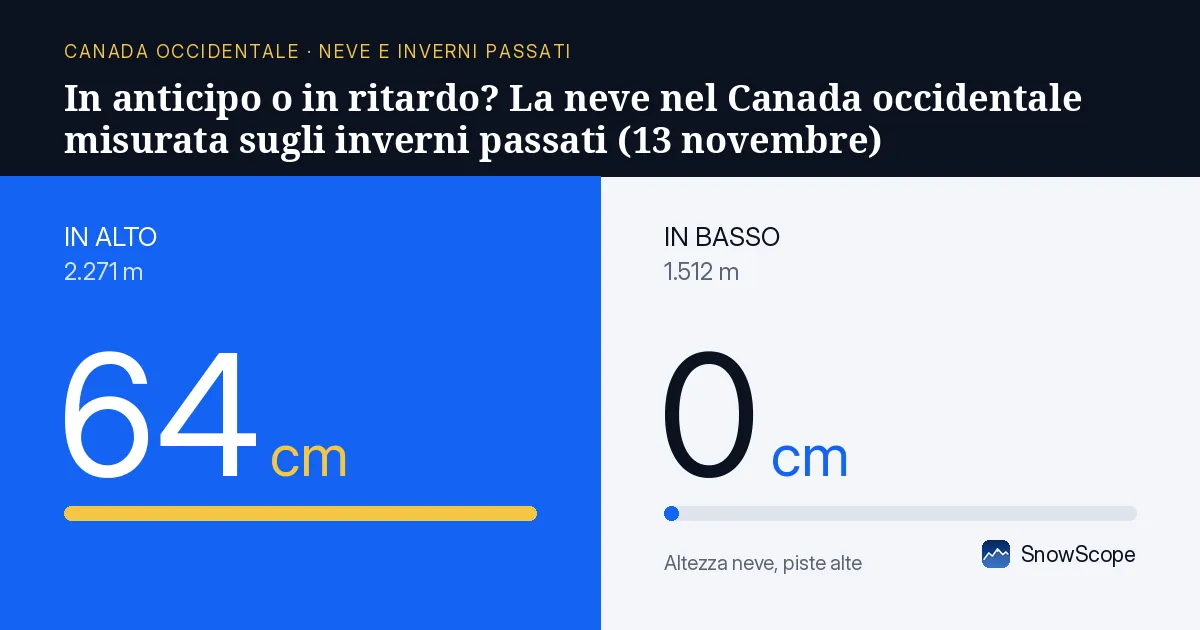 CANADA OCCIDENTALE · NEVE E INVERNI PASSATI
In anticipo o in ritardo? La neve nel Canada occidentale
misurata sugli inverni passati (13 novembre)
IN ALTO
2.271 m
64 cm
IN BASSO
1.512 m
0 cm
Altezza neve, piste alte
SnowScope